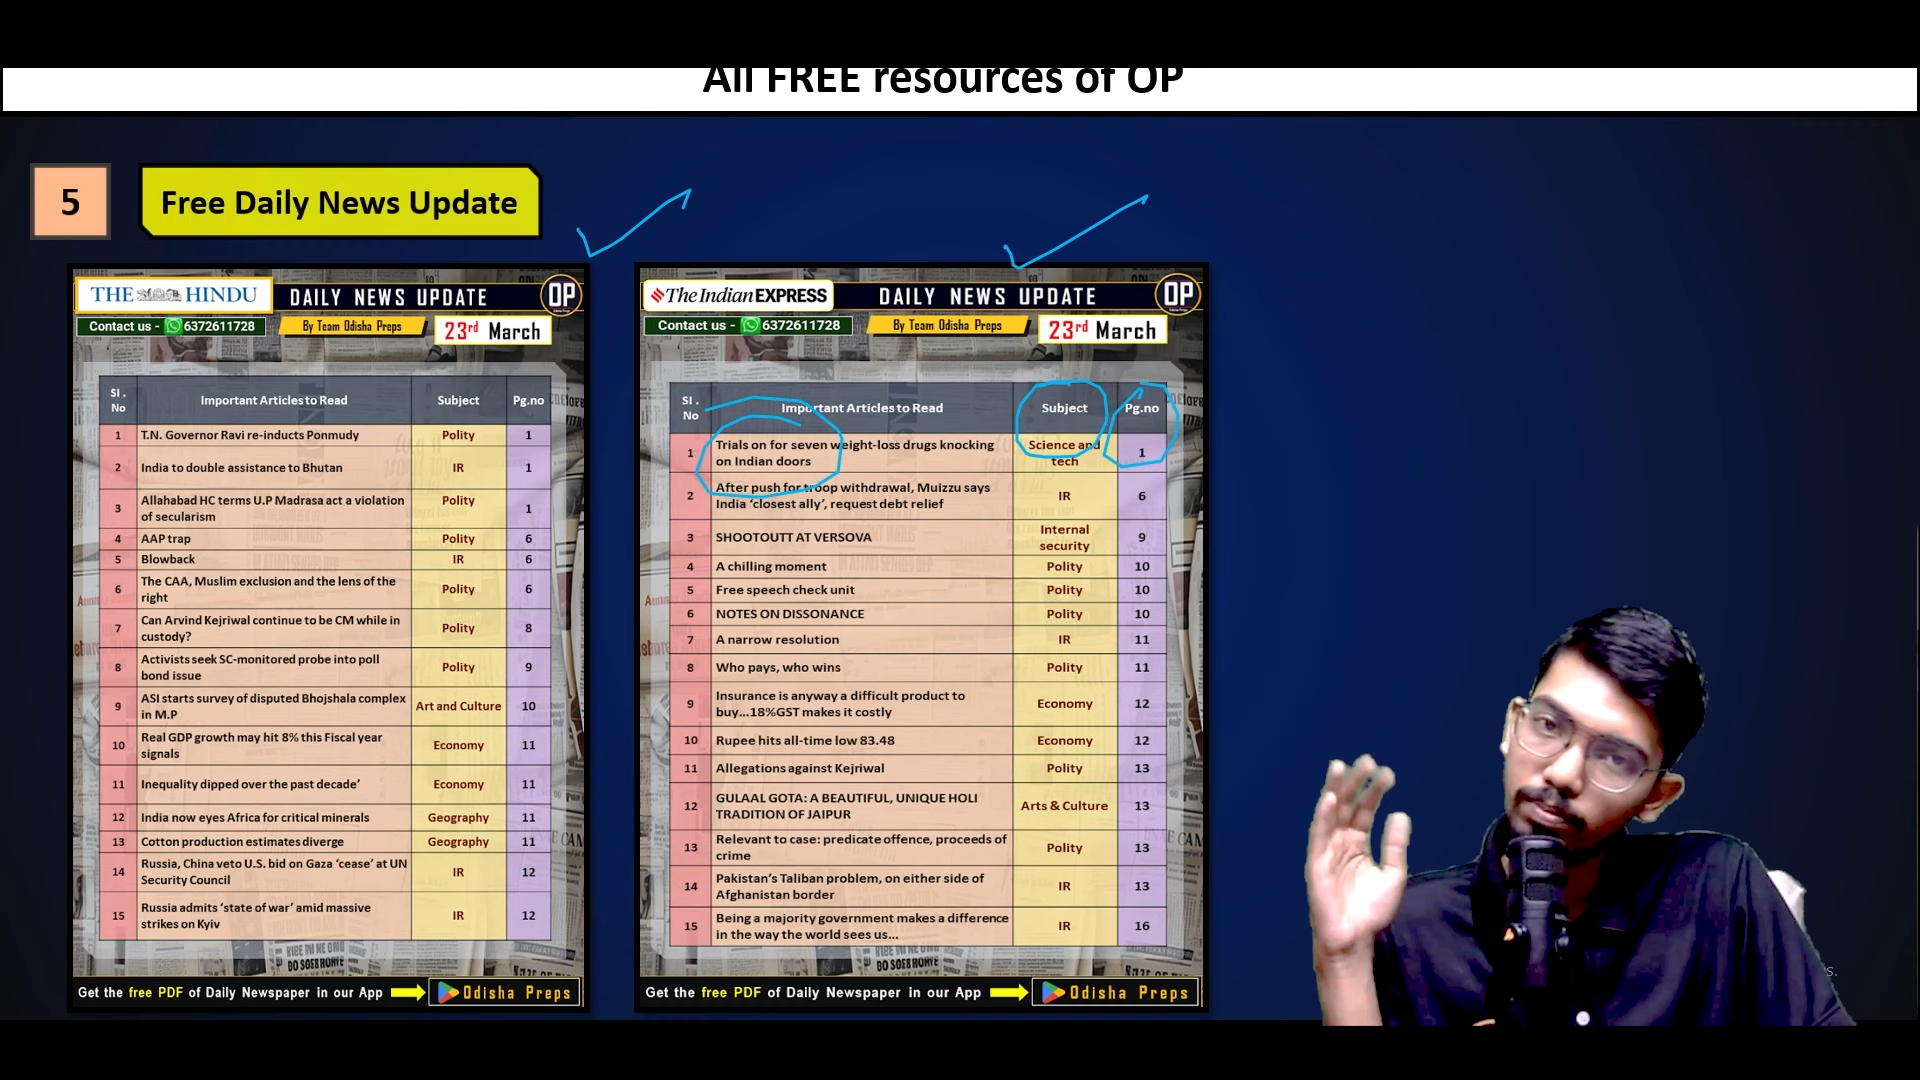 All FREE resources of OP
5
Free Daily News Update
THE HINDU
DAILY NEWS UPDATE
OP
Contact us - 6372611728
By Team Odisha Preps
23rd March
Sl . No
Important Articles to Read
Subject
Pg.no
1 T.N. Governor Ravi re-inducts Ponmudy Polity 1
2 India to double assistance to Bhutan IR 1
3 Allahabad HC terms U.P Madrasa act a violation Polity 1
of secularism
4 AAP trap Polity 6
5 Blowback IR 6
6 The CAA, Muslim exclusion and the lens of the Polity 6
right
7 Can Arvind Kejriwal continue to be CM while in Polity 8
custody?
8 Activists seek SC-monitored probe into poll Polity 9
bond issue
9 ASI starts survey of disputed Bhojshala complex Art and Culture 10
in M.P
10 Real GDP growth may hit 8% this Fiscal year Economy 11
signals
11 Inequality dipped over the past decade’ Economy 11
12 India now eyes Africa for critical minerals Geography 11
13 Cotton production estimates diverge Geography 11
14 Russia, China veto U.S. bid on Gaza ‘cease’ at UN IR 12
Security Council
15 Russia admits ‘state of war’ amid massive IR 12
strikes on Kyiv
Get the free PDF of Daily Newspaper in our App
Odisha Preps
The Indian EXPRESS
DAILY NEWS UPDATE
OP
Contact us - 6372611728
By Team Odisha Preps
23rd March
Sl . No
Important Articles to Read
Subject
Pg.no
1 Trials on for seven weight-loss drugs knocking Science and 1
on Indian doors tech
2 After push for troop withdrawal, Muizzu says IR 6
India ‘closest ally’, request debt relief
3 SHOOTOUTT AT VERSOVA Internal security 9
4 A chilling moment Polity 10
5 Free speech check unit Polity 10
6 NOTES ON DISSONANCE Polity 10
7 A narrow resolution IR 11
8 Who pays, who wins Polity 11
9 Insurance is anyway a difficult product to Economy 12
buy...18%GST makes it costly
10 Rupee hits all-time low 83.48 Economy 12
11 Allegations against Kejriwal Polity 13
12 GULAAL GOTA: A BEAUTIFUL, UNIQUE HOLI Arts & Culture 13
TRADITION OF JAIPUR
13 Relevant to case: predicate offence, proceeds of Polity 13
crime
14 Pakistan’s Taliban problem, on either side of IR 13
Afghanistan border
15 Being a majority government makes a difference IR 16
in the way the world sees us...
Get the free PDF of Daily Newspaper in our App
Odisha Preps